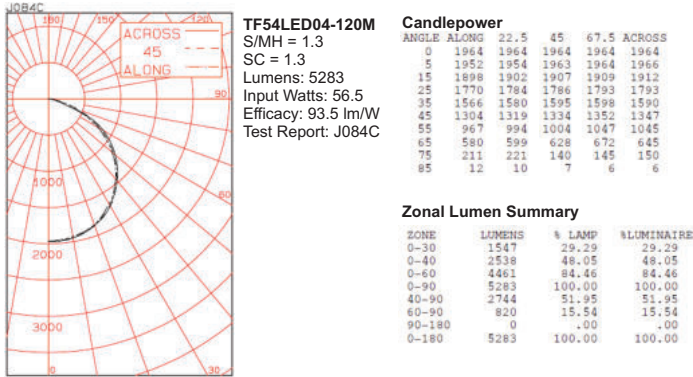 J084C
180 150 120
ACROSS
45
ALONG
90
1000
60
2000
3000
0 30
TF54LED04-120M
S/MH = 1.3
SC = 1.3
Lumens: 5283
Input Watts: 56.5
Efficacy: 93.5 lm/W
Test Report: J084C
Candlepower
ANGLE ALONG 22.5 45 67.5 ACROSS
0 1964 1964 1964 1964 1964
5 1952 1954 1963 1964 1966
15 1898 1902 1907 1909 1912
25 1770 1784 1786 1793 1793
35 1566 1580 1595 1598 1590
45 1304 1319 1334 1352 1347
55 967 994 1004 1047 1045
65 580 599 628 672 645
75 211 221 140 145 150
85 12 10 7 6 6
Zonal Lumen Summary
ZONE LUMENS % LAMP %LUMINAIRE
0-30 1547 29.29 29.29
0-40 2538 48.05 48.05
0-60 4461 84.46 84.46
0-90 5283 100.00 100.00
40-90 2744 51.95 51.95
60-90 820 15.54 15.54
90-180 0 .00 .00
0-180 5283 100.00 100.00